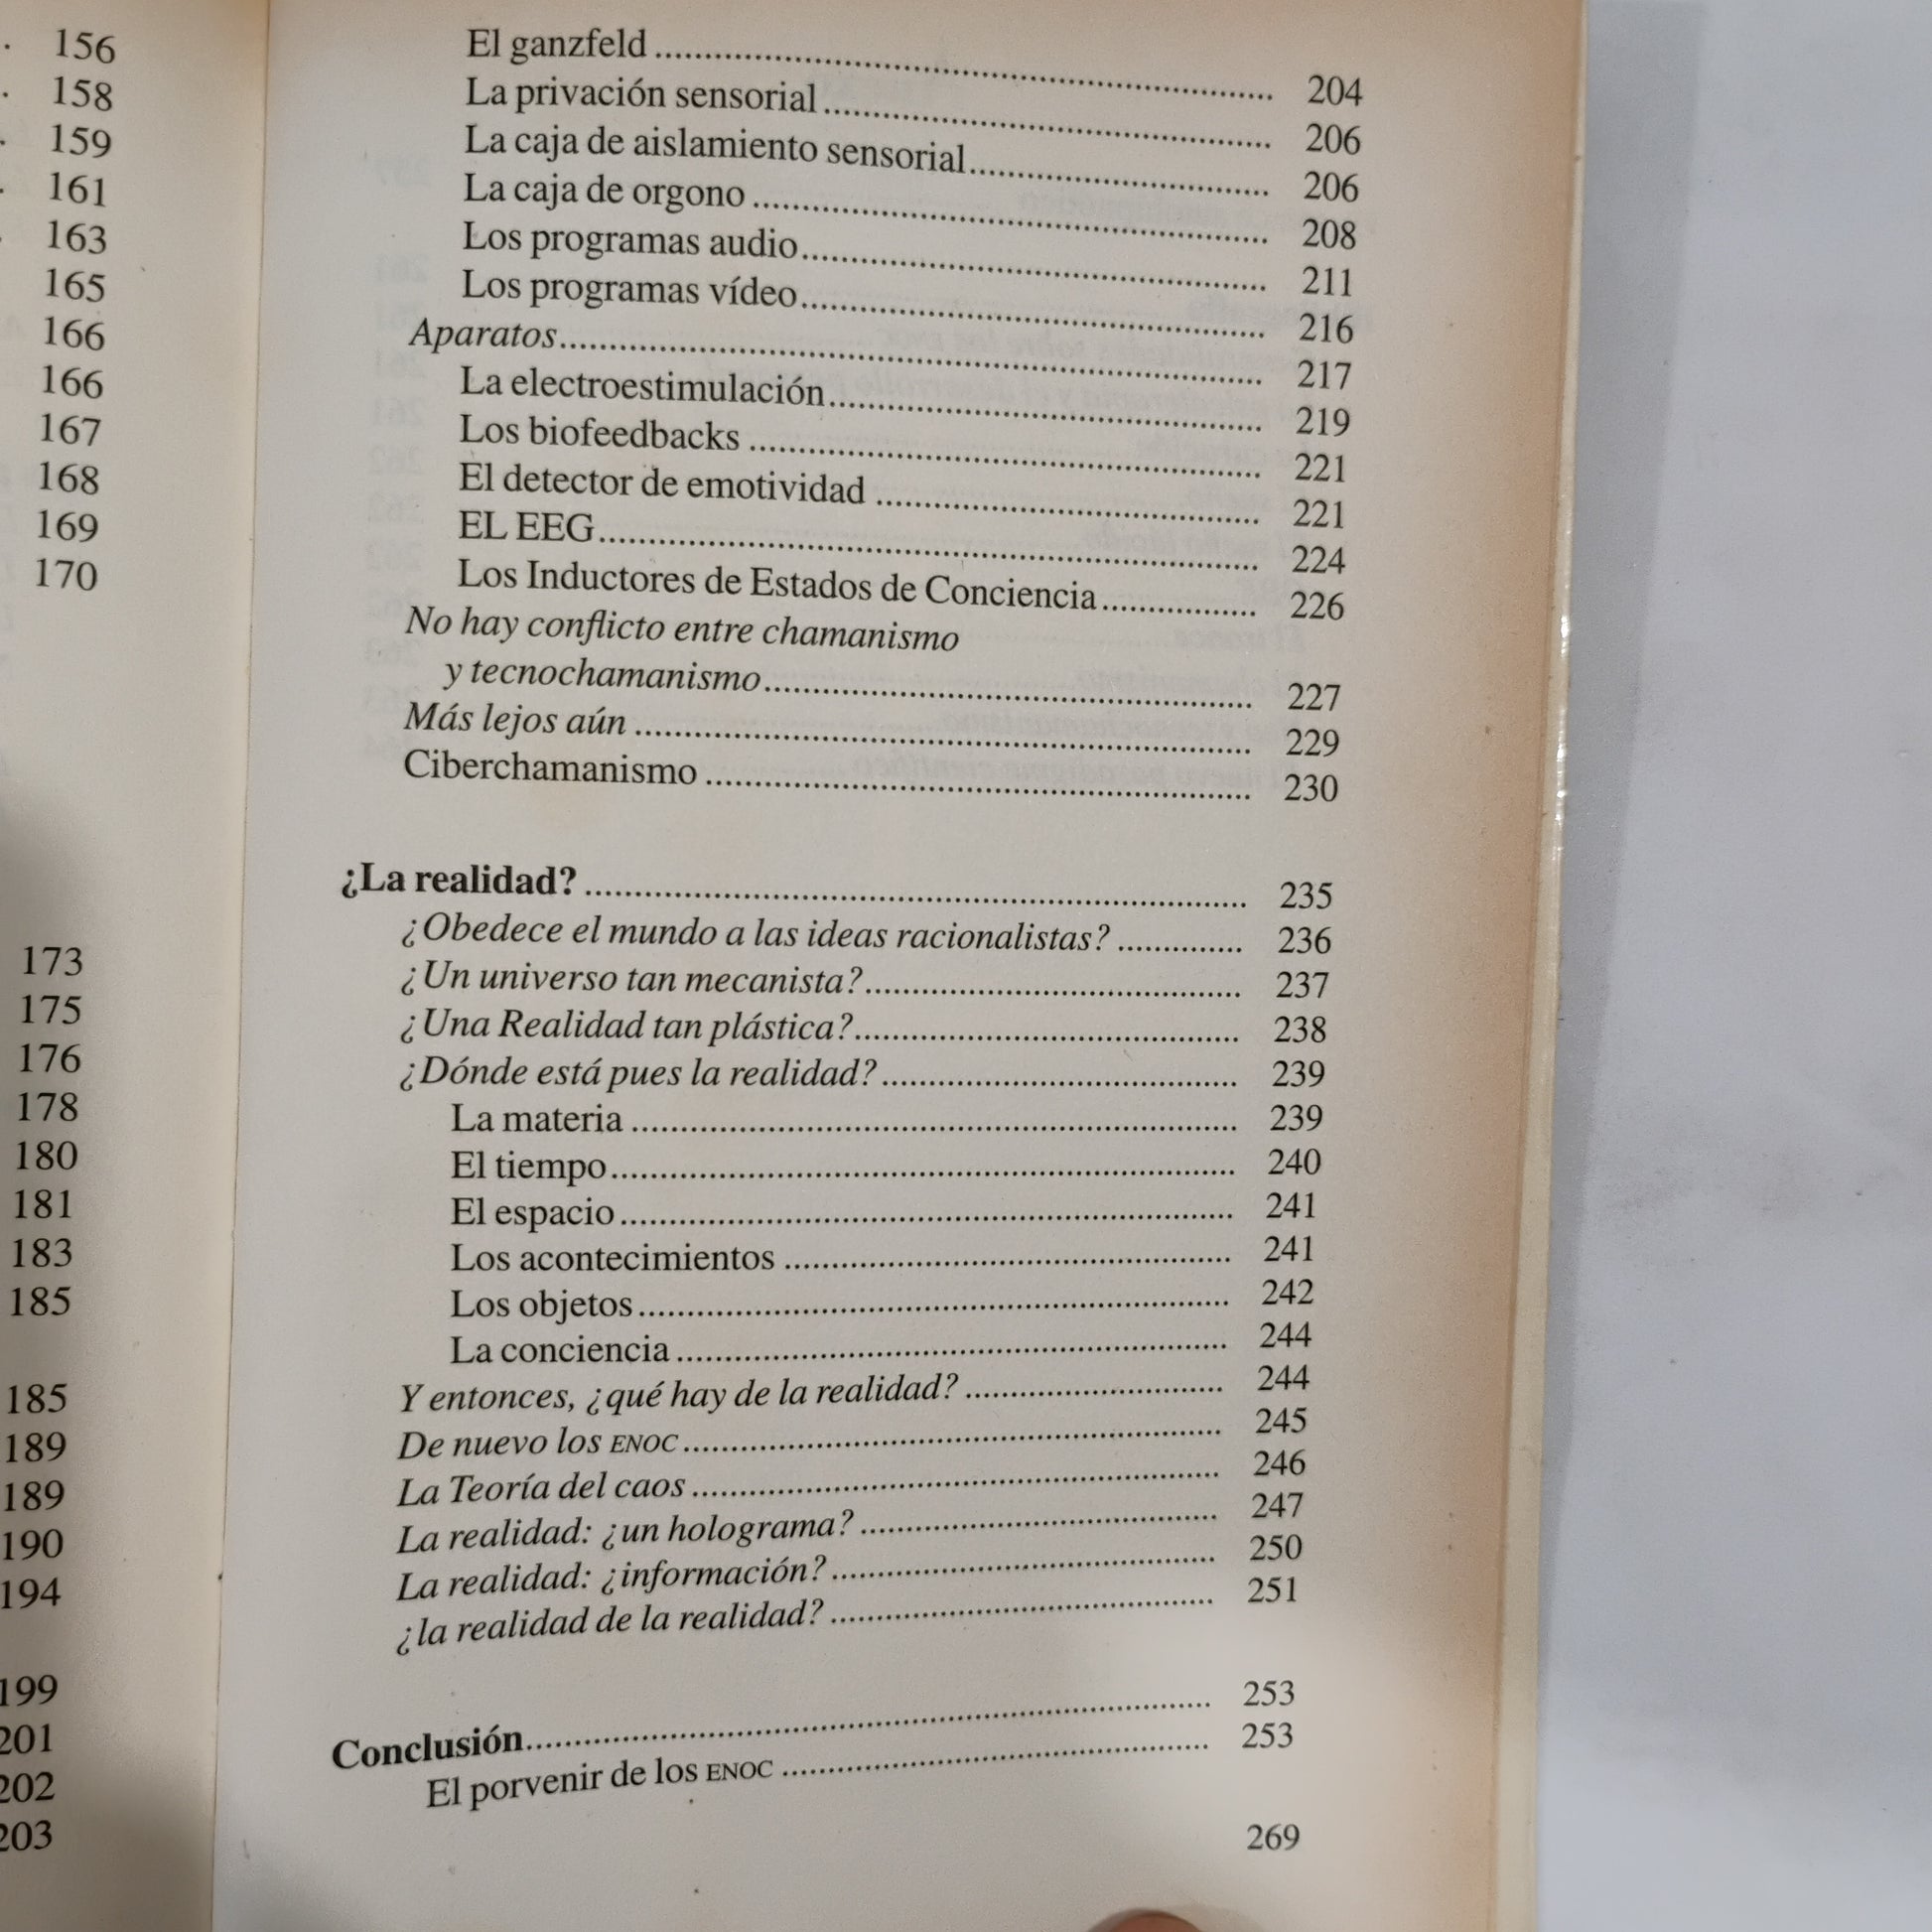 156
158
159
161
163
165
166
166
167
168
169
170
173
175
176
178
180
181
183
185
185
189
189
190
194
199
201
202
203
El ganzfeld ........ 204
La privación sensorial ........ 206
La caja de aislamiento sensorial ........ 206
La caja de orgono ........ 208
Los programas audio ........ 211
Los programas vídeo ........ 216
Aparatos ........ 217
La electroestimulación ........ 219
Los biofeedbacks ........ 221
El detector de emotividad ........ 221
EL EEG ........ 224
Los Inductores de Estados de Conciencia ........ 226
No hay conflicto entre chamanismo
y tecnochamanismo ........ 227
Más lejos aún ........ 229
Ciberchamanismo ........ 230
¿La realidad? ........ 235
¿Obedece el mundo a las ideas racionalistas? ........ 236
¿Un universo tan mecanista? ........ 237
¿Una Realidad tan plástica? ........ 238
¿Dónde está pues la realidad? ........ 239
La materia ........ 239
El tiempo ........ 240
El espacio ........ 241
Los acontecimientos ........ 241
Los objetos ........ 242
La conciencia ........ 244
Y entonces, ¿qué hay de la realidad? ........ 244
De nuevo los ENOC ........ 245
La Teoría del caos ........ 246
La realidad: ¿un holograma? ........ 247
La realidad: ¿información? ........ 250
¿la realidad de la realidad? ........ 251
Conclusión ........ 253
El porvenir de los ENOC ........ 253
269